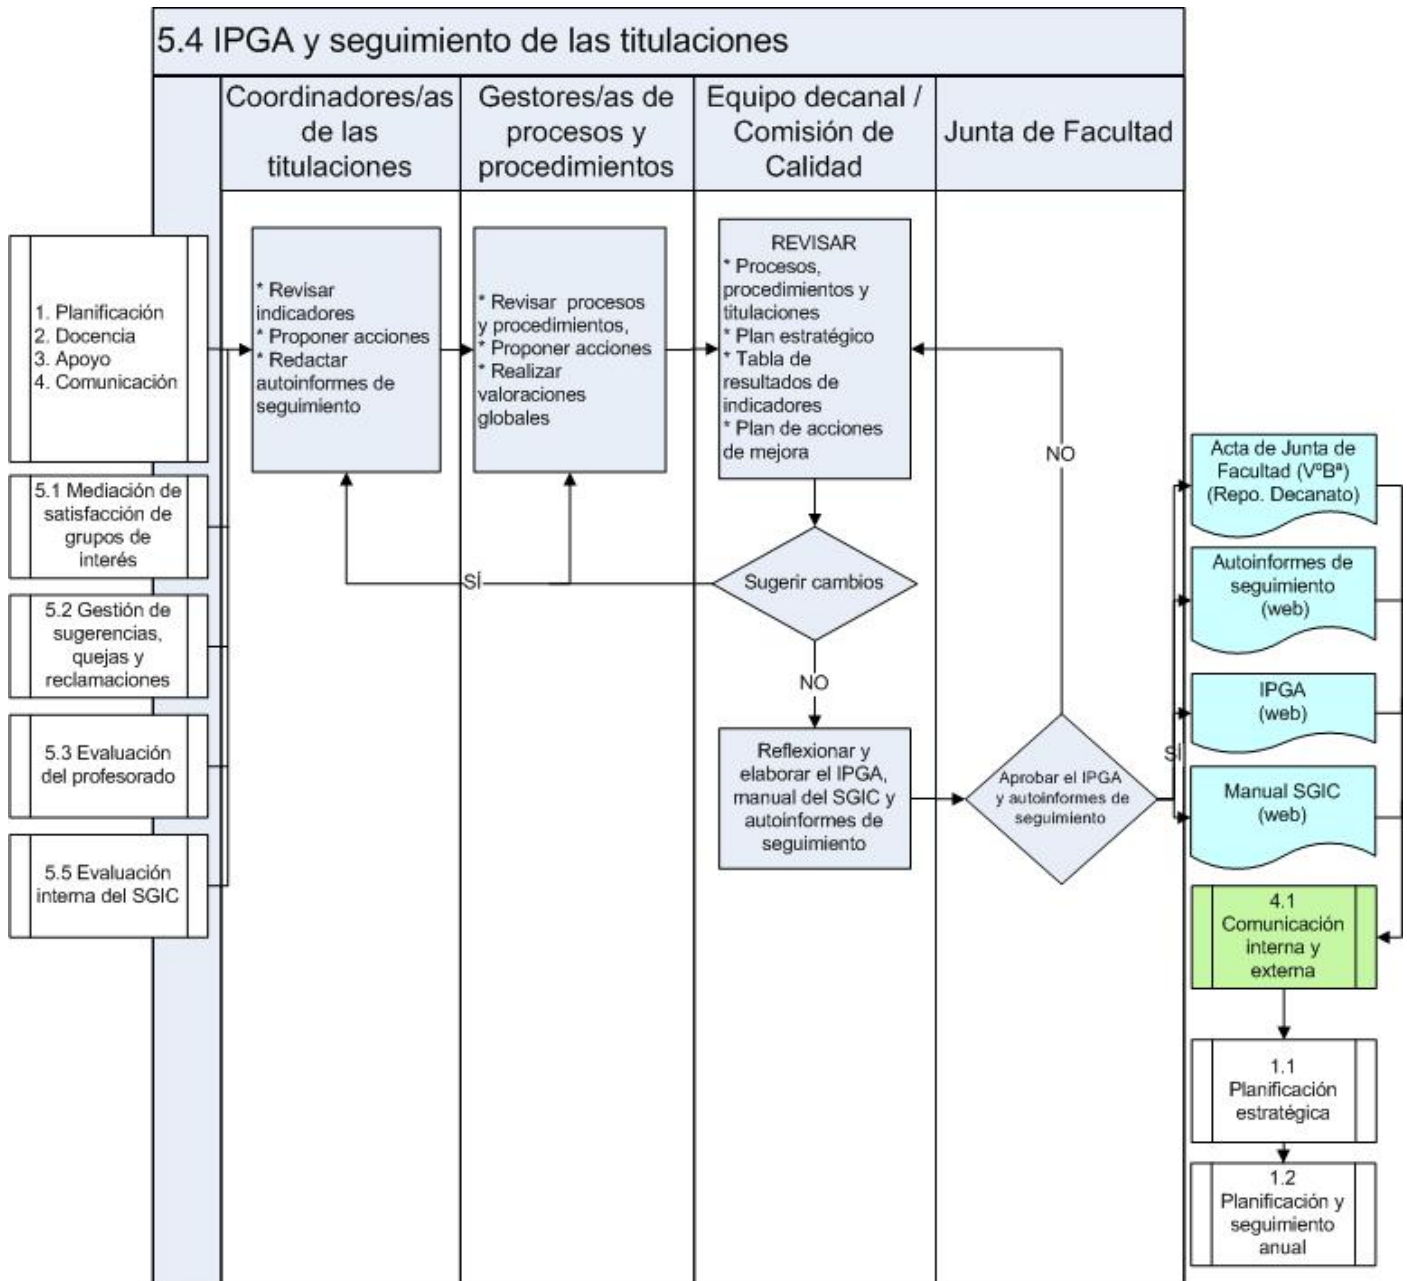 5.4 IPGA y seguimiento de las titulaciones
Coordinadores/as
de las
titulaciones
Gestores/as de
procesos y
procedimientos
Equipo decanal /
Comisión de
Calidad
Junta de Facultad
1. Planificación
2. Docencia
3. Apoyo
4. Comunicación
5.1 Mediación de
satisfacción de
grupos de
interés
5.2 Gestión de
sugerencias,
quejas y
reclamaciones
5.3 Evaluación
del profesorado
5.5 Evaluación
interna del SGIC
* Revisar
indicadores
* Proponer acciones
* Redactar
autoinformes de
seguimiento
* Revisar procesos
y procedimientos,
* Proponer acciones
* Realizar
valoraciones
globales
REVISAR
* Procesos,
procedimientos y
titulaciones
* Plan estratégico
* Tabla de
resultados de
indicadores
* Plan de acciones
de mejora
Sugerir cambios
SÍ
NO
Reflexionar y
elaborar el IPGA,
manual del SGIC y
autoinformes de
seguimiento
NO
Aprobar el IPGA
y autoinformes de
seguimiento
SÍ
Acta de Junta de
Facultad (VºBª)
(Repo. Decanato)
Autoinformes de
seguimiento
(web)
IPGA
(web)
Manual SGIC
(web)
4.1
Comunicación
interna y
externa
1.1
Planificación
estratégica
1.2
Planificación y
seguimiento
anual